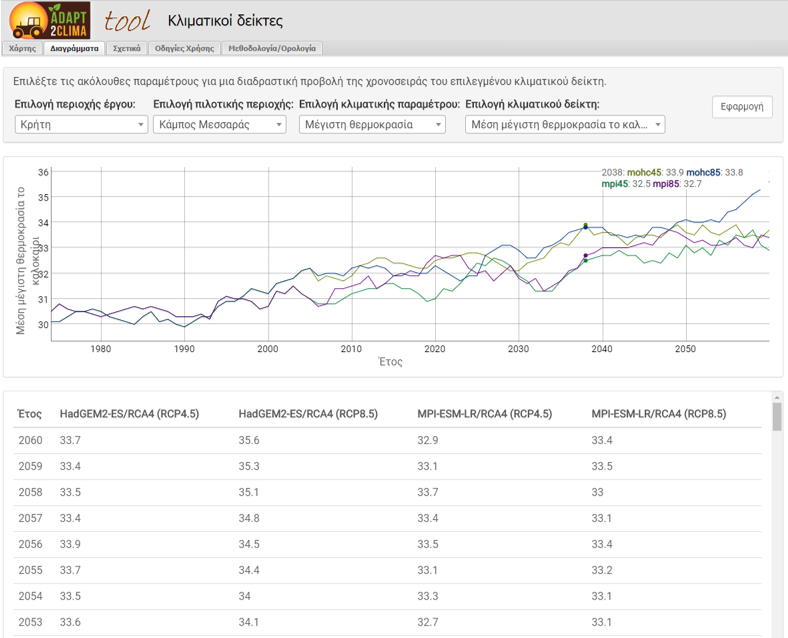 ADAPT
2CLIMA
tool
Κλιματικοί δείκτες
Χάρτης Διαγράμματα Σχετικά Οδηγίες Χρήσης Μεθοδολογία/Ορολογία
Επιλέξτε τις ακόλουθες παραμέτρους για μια διαδραστική προβολή της χρονοσειράς του επιλεγμένου κλιματικού δείκτη.
Επιλογή περιοχής έργου: Επιλογή πιλοτικής περιοχής: Επιλογή κλιματικής παραμέτρου: Επιλογή κλιματικού δείκτη:
Εφαρμογή
Κρήτη Κάμπος Μεσσαράς Μέγιστη θερμοκρασία Μέση μέγιστη θερμοκρασία το καλ...
2038: mohc45: 33.9 mohc85: 33.8
mpi45: 32.5 mpi85: 32.7
Μέση μέγιστη θερμοκρασία το
καλοκαίρι
36
35
34
33
32
31
30
1980 1990 2000 2010 2020 2030 2040 2050
Έτος
Έτος HadGEM2-ES/RCA4 (RCP4.5) HadGEM2-ES/RCA4 (RCP8.5) MPI-ESM-LR/RCA4 (RCP4.5) MPI-ESM-LR/RCA4 (RCP8.5)
2060 33.7 35.6 32.9 33.4
2059 33.4 35.3 33.1 33.5
2058 33.5 35.1 33.7 33
2057 33.4 34.8 33.4 33.1
2056 33.9 34.5 33.5 33.4
2055 33.7 34.4 33.1 33.2
2054 33.5 34 33.3 33.1
2053 33.6 34.1 32.7 33.1